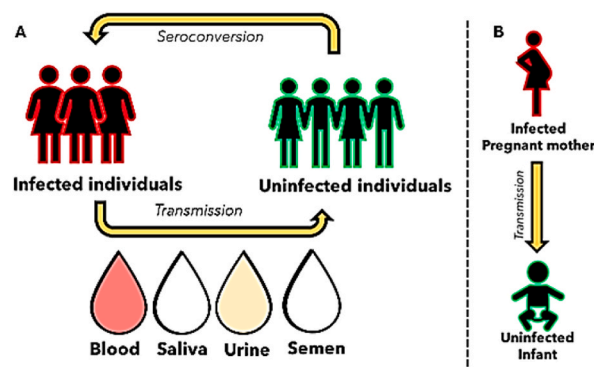 A
Seroconversion
Infected individuals
Uninfected individuals
Transmission
Blood
Saliva
Urine
Semen
B
Infected
Pregnant mother
Transmission
Uninfected
Infant